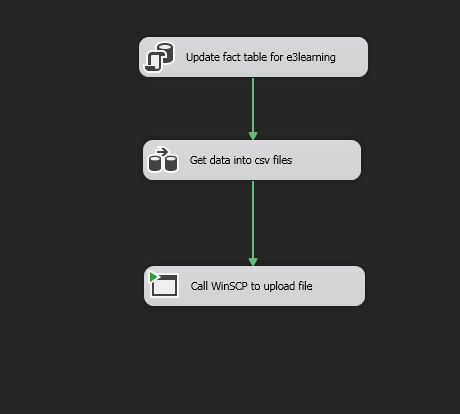 Update fact table for e3learning
Get data into csv files
Call WinSCP to upload file